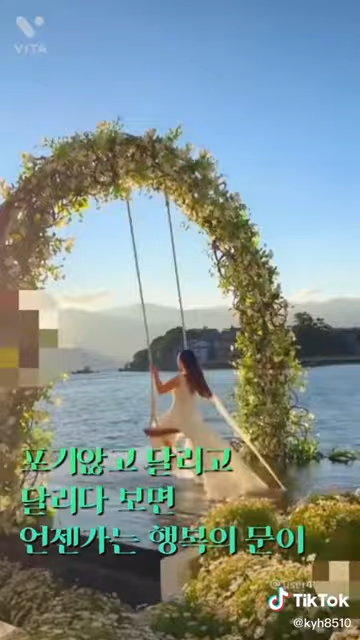 VITA
포기않고 달리고
달리다 보면
언젠가는 행복의 문이
TikTok
@kyh8510